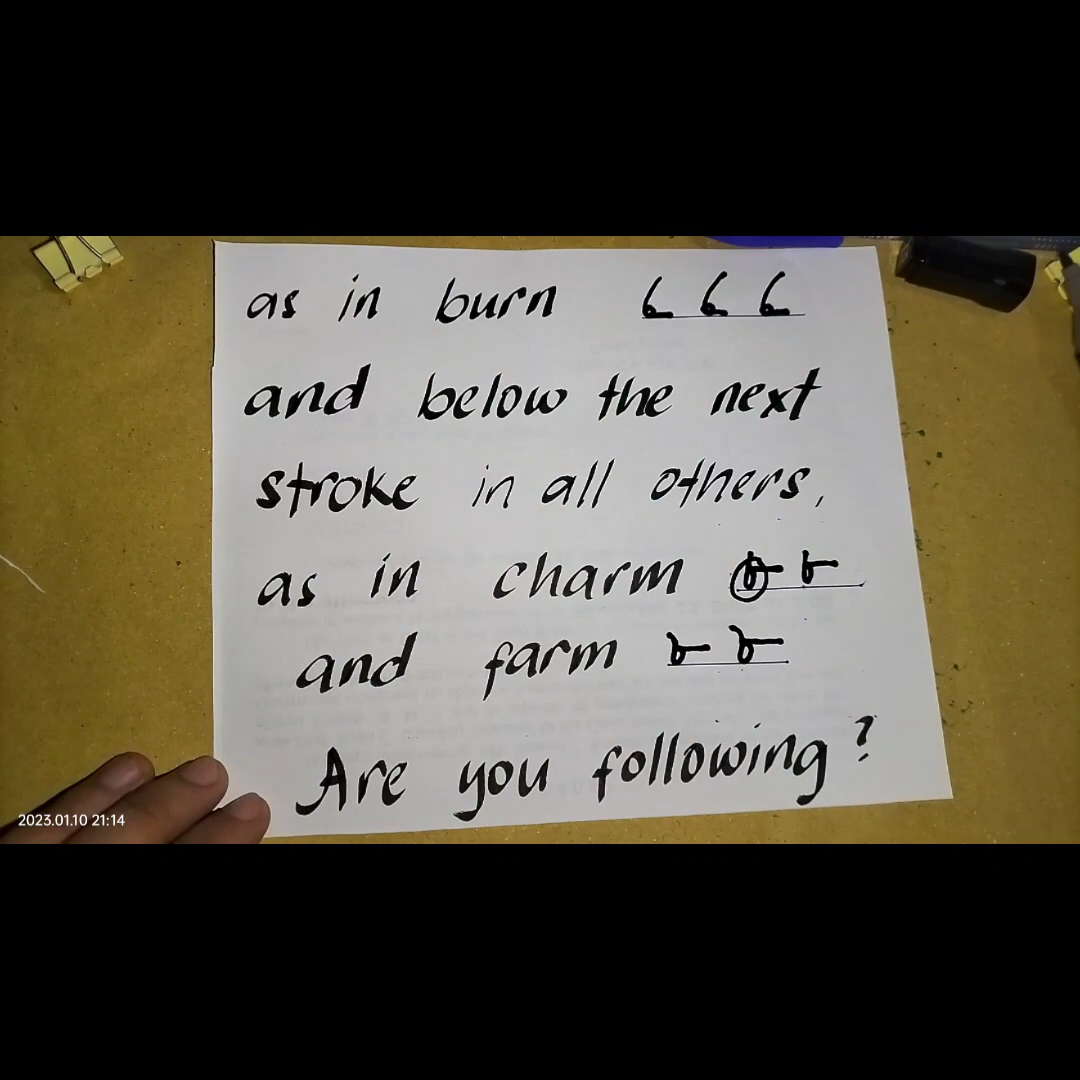 as in burn
and below the next
stroke in all others,
as in charm
and farm
Are you following?
2023.01.10 21:14